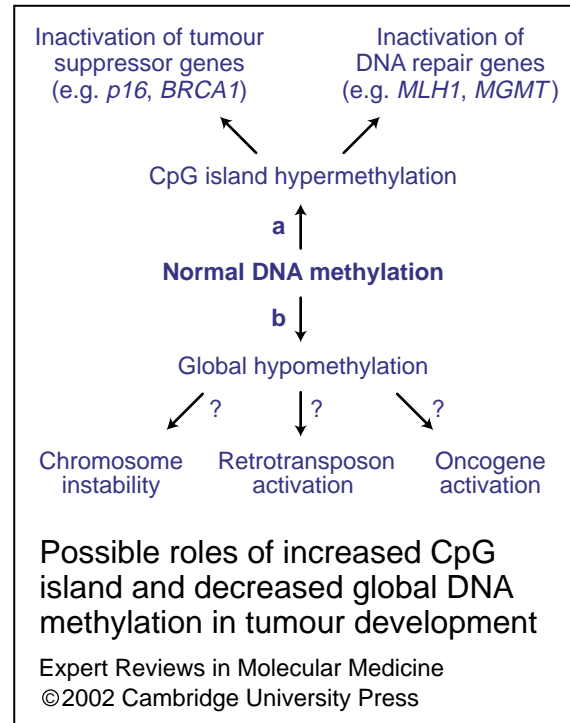 Inactivation of tumour
suppressor genes
(e.g. p16, BRCA1)
Inactivation of
DNA repair genes
(e.g. MLH1, MGMT)
CpG island hypermethylation
a
Normal DNA methylation
b
Global hypomethylation
? ? ?
Chromosome
instability
Retrotransposon
activation
Oncogene
activation
Possible roles of increased CpG
island and decreased global DNA
methylation in tumour development
Expert Reviews in Molecular Medicine
©2002 Cambridge University Press